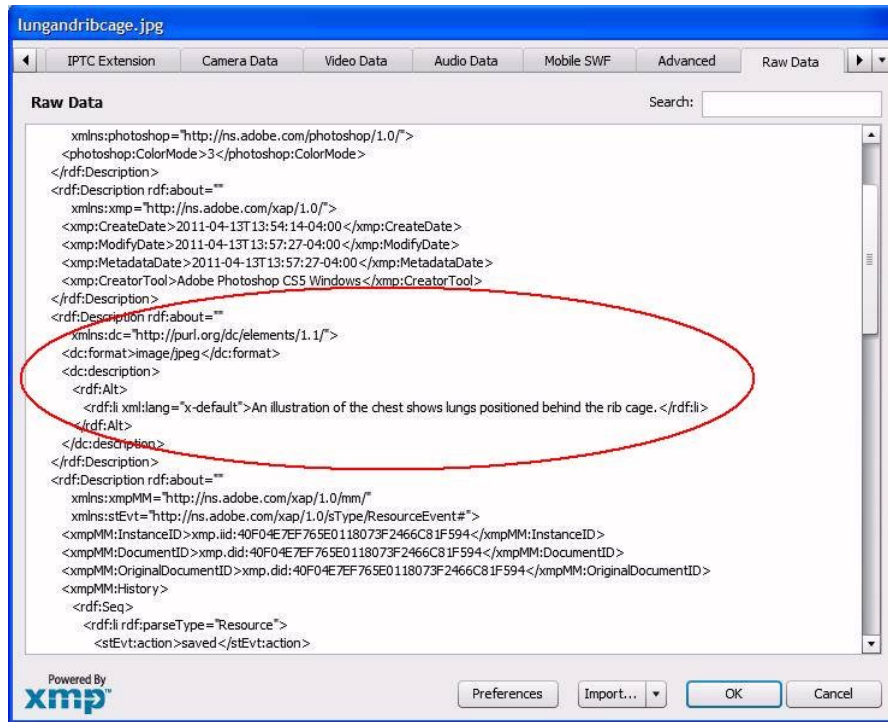 lungandribcage.jpg
IPTC Extension Camera Data Video Data Audio Data Mobile SWF Advanced Raw Data
Raw Data Search:
xmlns:photoshop="http://ns.adobe.com/photoshop/1.0/">
<photoshop:ColorMode>3</photoshop:ColorMode>
</rdf:Description>
<rdf:Description rdf:about=""
xmlns:xmp="http://ns.adobe.com/xap/1.0/">
<xmp:CreateDate>2011-04-13T13:54:14-04:00</xmp:CreateDate>
<xmp:ModifyDate>2011-04-13T13:57:27-04:00</xmp:ModifyDate>
<xmp:MetadataDate>2011-04-13T13:57:27-04:00</xmp:MetadataDate>
<xmp:CreatorTool>Adobe Photoshop CS5 Windows</xmp:CreatorTool>
</rdf:Description>
<rdf:Description rdf:about=""
xmlns:dc="http://purl.org/dc/elements/1.1/">
<dc:format>image/jpeg</dc:format>
<dc:description>
<rdf:Alt>
<rdf:li xml:lang="x-default">An illustration of the chest shows lungs positioned behind the rib cage.</rdf:li>
</rdf:Alt>
</dc:description>
</rdf:Description>
<rdf:Description rdf:about=""
xmlns:xmpMM="http://ns.adobe.com/xap/1.0/mm/"
xmlns:stEvt="http://ns.adobe.com/xap/1.0/sType/ResourceEvent#">
<xmpMM:InstanceID>xmp.iid:40F04E7EF765E0118073F2466C81F594</xmpMM:InstanceID>
<xmpMM:DocumentID>xmp.did:40F04E7EF765E0118073F2466C81F594</xmpMM:DocumentID>
<xmpMM:OriginalDocumentID>xmp.did:40F04E7EF765E0118073F2466C81F594</xmpMM:OriginalDocumentID>
<xmpMM:History>
<rdf:Seq>
<rdf:li rdf:parseType="Resource">
<stEvt:action>saved</stEvt:action>
Powered By
xmp™ Preferences Import... OK Cancel